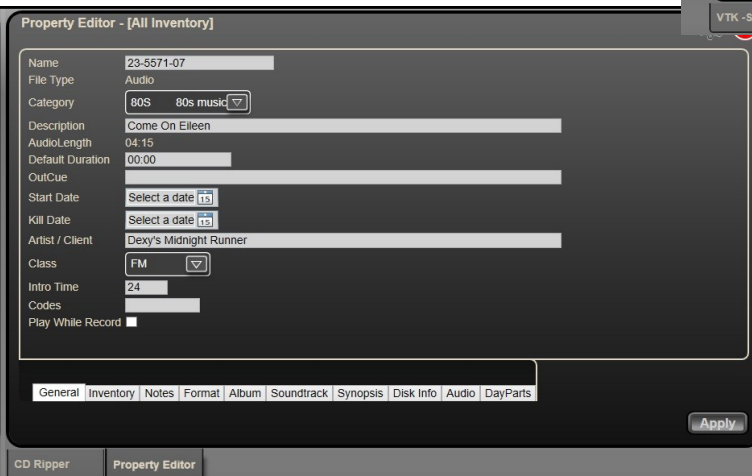 VTK -S
Property Editor - [All Inventory]
Name 23-5571-07
File Type Audio
Category 80S 80s music
Description Come On Eileen
AudioLength 04:15
Default Duration 00:00
OutCue
Start Date Select a date 15
Kill Date Select a date 15
Artist / Client Dexy's Midnight Runner
Class FM
Intro Time 24
Codes
Play While Record
General Inventory Notes Format Album Soundtrack Synopsis Disk Info Audio DayParts
Apply
CD Ripper Property Editor